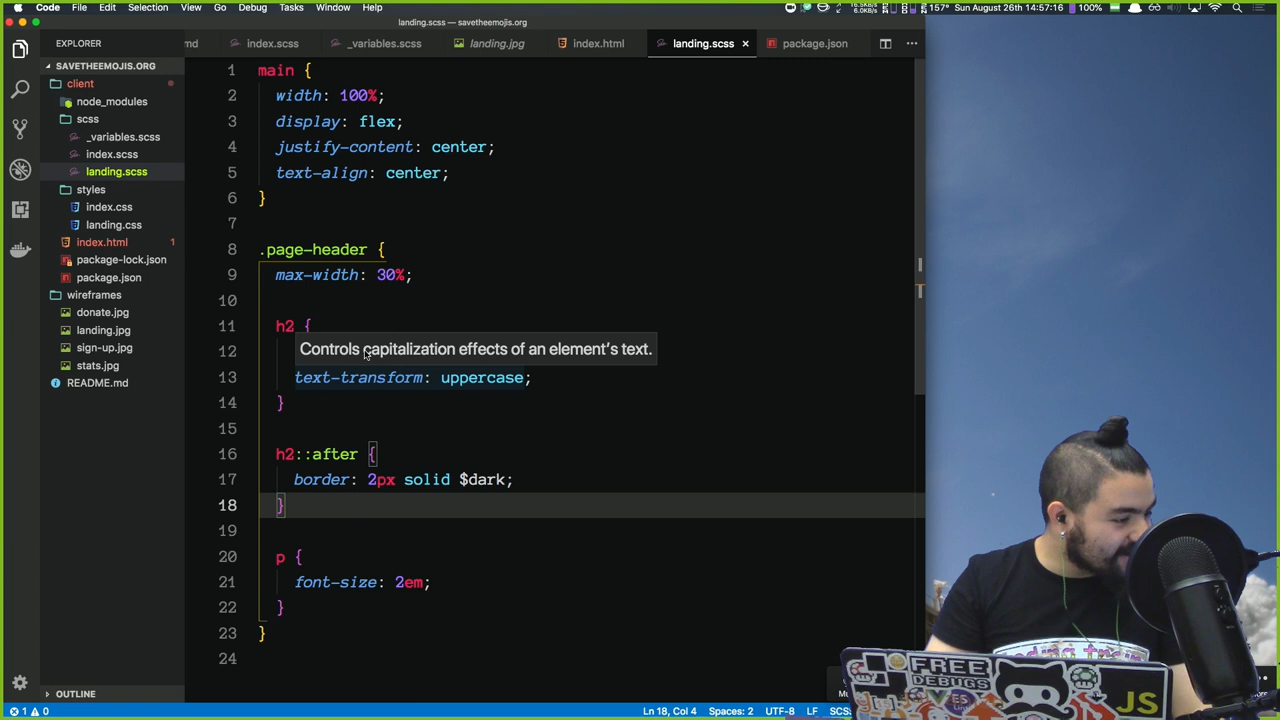 Code File Edit Selection View Go Debug Tasks Window Help
157° Sun August 26th 14:57:16 100%
landing.scss — savetheemojis.org
EXPLORER
md index.scss _variables.scss landing.jpg index.html landing.scss × package.json
SAVETHEEMOJIS.ORG
client
node_modules
scss
_variables.scss
index.scss
landing.scss
styles
index.css
landing.css
index.html 1
package-lock.json
package.json
wireframes
donate.jpg
landing.jpg
sign-up.jpg
stats.jpg
README.md
OUTLINE
1 main {
2 width: 100%;
3 display: flex;
4 justify-content: center;
5 text-align: center;
6 }
7
8 .page-header {
9 max-width: 30%;
10
11 h2 {
12
Controls capitalization effects of an element's text.
13 text-transform: uppercase;
14 }
15
16 h2::after {
17 border: 2px solid $dark;
18 }
19
20 p {
21 font-size: 2em;
22 }
23 }
24
FREE
DEBUGS
JS
1 0 Ln 18, Col 4 Spaces: 2 UTF-8 LF SCSS